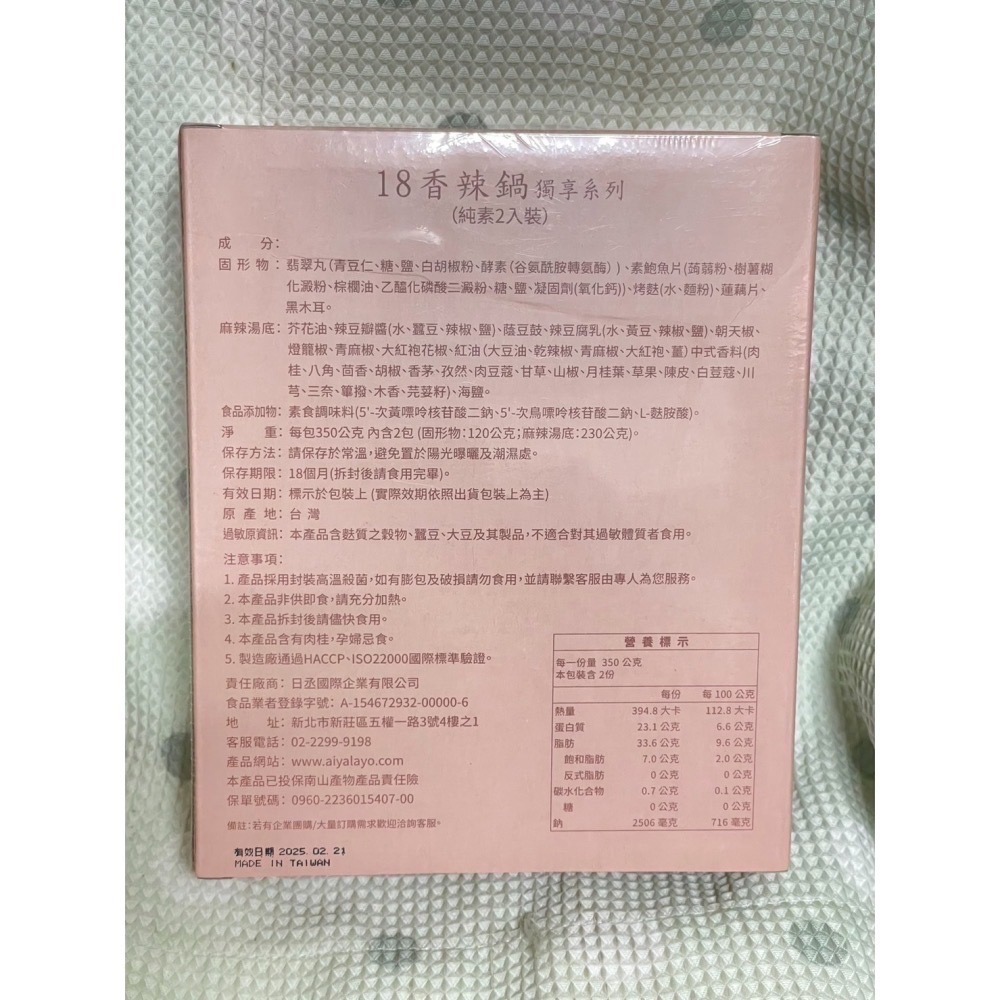 18香辣鍋 獨享系列
(純素2入裝)
成　　分：
固形物：翡翠丸(青豆仁、糖、鹽、白胡椒粉、酵素(谷氨酰胺轉氨酶))、素鮑魚片(蒟蒻粉、樹薯糊
化澱粉、棕櫚油、乙醯化磷酸二澱粉、糖、鹽、凝固劑(氧化鈣))、烤麩(水、麵粉)、蓮藕片、
黑木耳。
麻辣湯底：芥花油、辣豆瓣醬(水、蠶豆、辣椒、鹽)、蔭豆鼓、辣豆腐乳(水、黃豆、辣椒、鹽)、朝天椒、
燈籠椒、青麻椒、大紅袍花椒、紅油(大豆油、乾辣椒、青麻椒、大紅袍、薑)中式香料(肉
桂、八角、茴香、胡椒、香茅、孜然、肉豆蔻、甘草、山椒、月桂葉、草果、陳皮、白荳蔻、川
芎、三奈、篳撥、木香、芫荽籽)、海鹽。
食品添加物：素食調味料(5'-次黃嘌呤核苷酸二鈉、5'-次鳥嘌呤核苷酸二鈉、L-麩胺酸)。
淨　　重：每包350公克 內含2包 (固形物:120公克;麻辣湯底:230公克)。
保存方法：請保存於常溫,避免置於陽光曝曬及潮濕處。
保存期限：18個月(拆封後請食用完畢)。
有效日期：標示於包裝上 (實際效期依照出貨包裝上為主)
原產地：台灣
過敏原資訊：本產品含麩質之穀物、蠶豆、大豆及其製品,不適合對其過敏體質者食用。
注意事項：
1. 產品採用封裝高溫殺菌,如有膨包及破損請勿食用,並請聯繫客服由專人為您服務。
2. 本產品非供即食,請充分加熱。
3. 本產品拆封後請儘快食用。
4. 本產品含有肉桂,孕婦忌食。
5. 製造廠通過HACCP、ISO22000國際標準驗證。
責任廠商：日丞國際企業有限公司
食品業者登錄字號：A-154672932-00000-6
地　　址：新北市新莊區五權一路3號4樓之1
客服電話：02-2299-9198
產品網站：www.aiyalayo.com
本產品已投保南山產物產品責任險
保單號碼：0960-2236015407-00
備註:若有企業團購/大量訂購需求歡迎洽詢客服。
有效日期 2025. 02. 21
MADE IN TAIWAN
營養標示
每一份量 350 公克
本包裝含 2份
每份 每 100 公克
熱量 394.8 大卡 112.8 大卡
蛋白質 23.1 公克 6.6 公克
脂肪 33.6 公克 9.6 公克
飽和脂肪 7.0 公克 2.0 公克
反式脂肪 0 公克 0 公克
碳水化合物 0.7 公克 0.1 公克
糖 0 公克 0 公克
鈉 2506 毫克 716 毫克